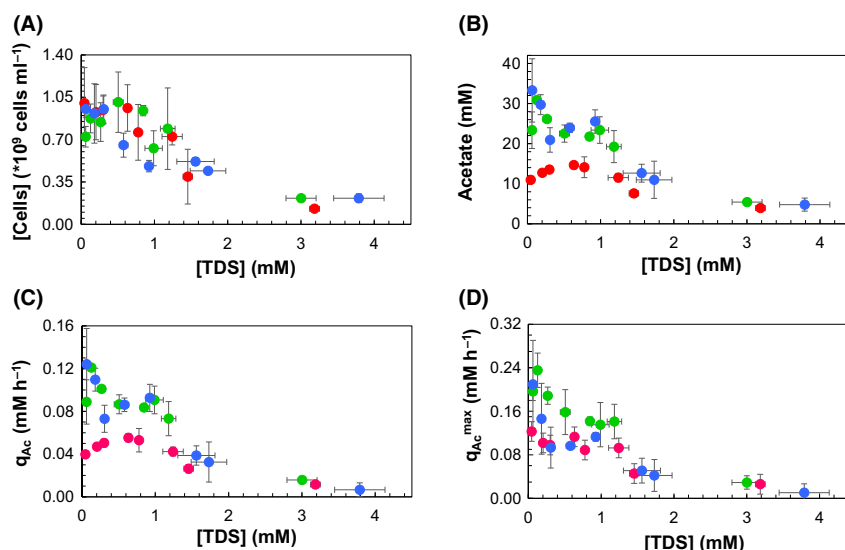 (A)
[Cells] (*10⁹ cells ml⁻¹)
1.40
1.05
0.70
0.35
0.00
0 1 2 3 4
[TDS] (mM)
(B)
Acetate (mM)
40
30
20
10
0
0 1 2 3 4
[TDS] (mM)
(C)
qAc (mM h⁻¹)
0.16
0.12
0.08
0.04
0.00
0 1 2 3 4
[TDS] (mM)
(D)
qAc max (mM h⁻¹)
0.32
0.24
0.16
0.08
0.00
0 1 2 3 4
[TDS] (mM)